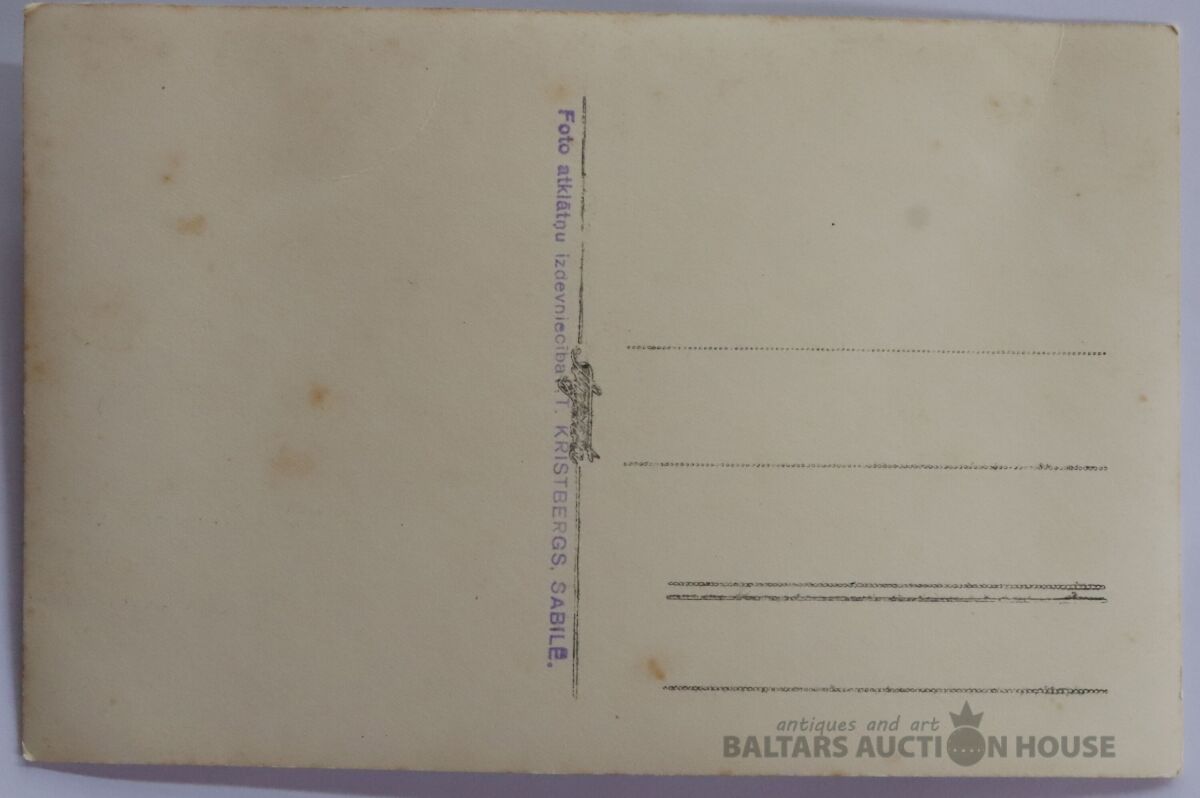 Foto atklātņu izdevniecība T. KRISTBERGS, SABILĒ.
antiques and art
BALTARS AUCTION HOUSE